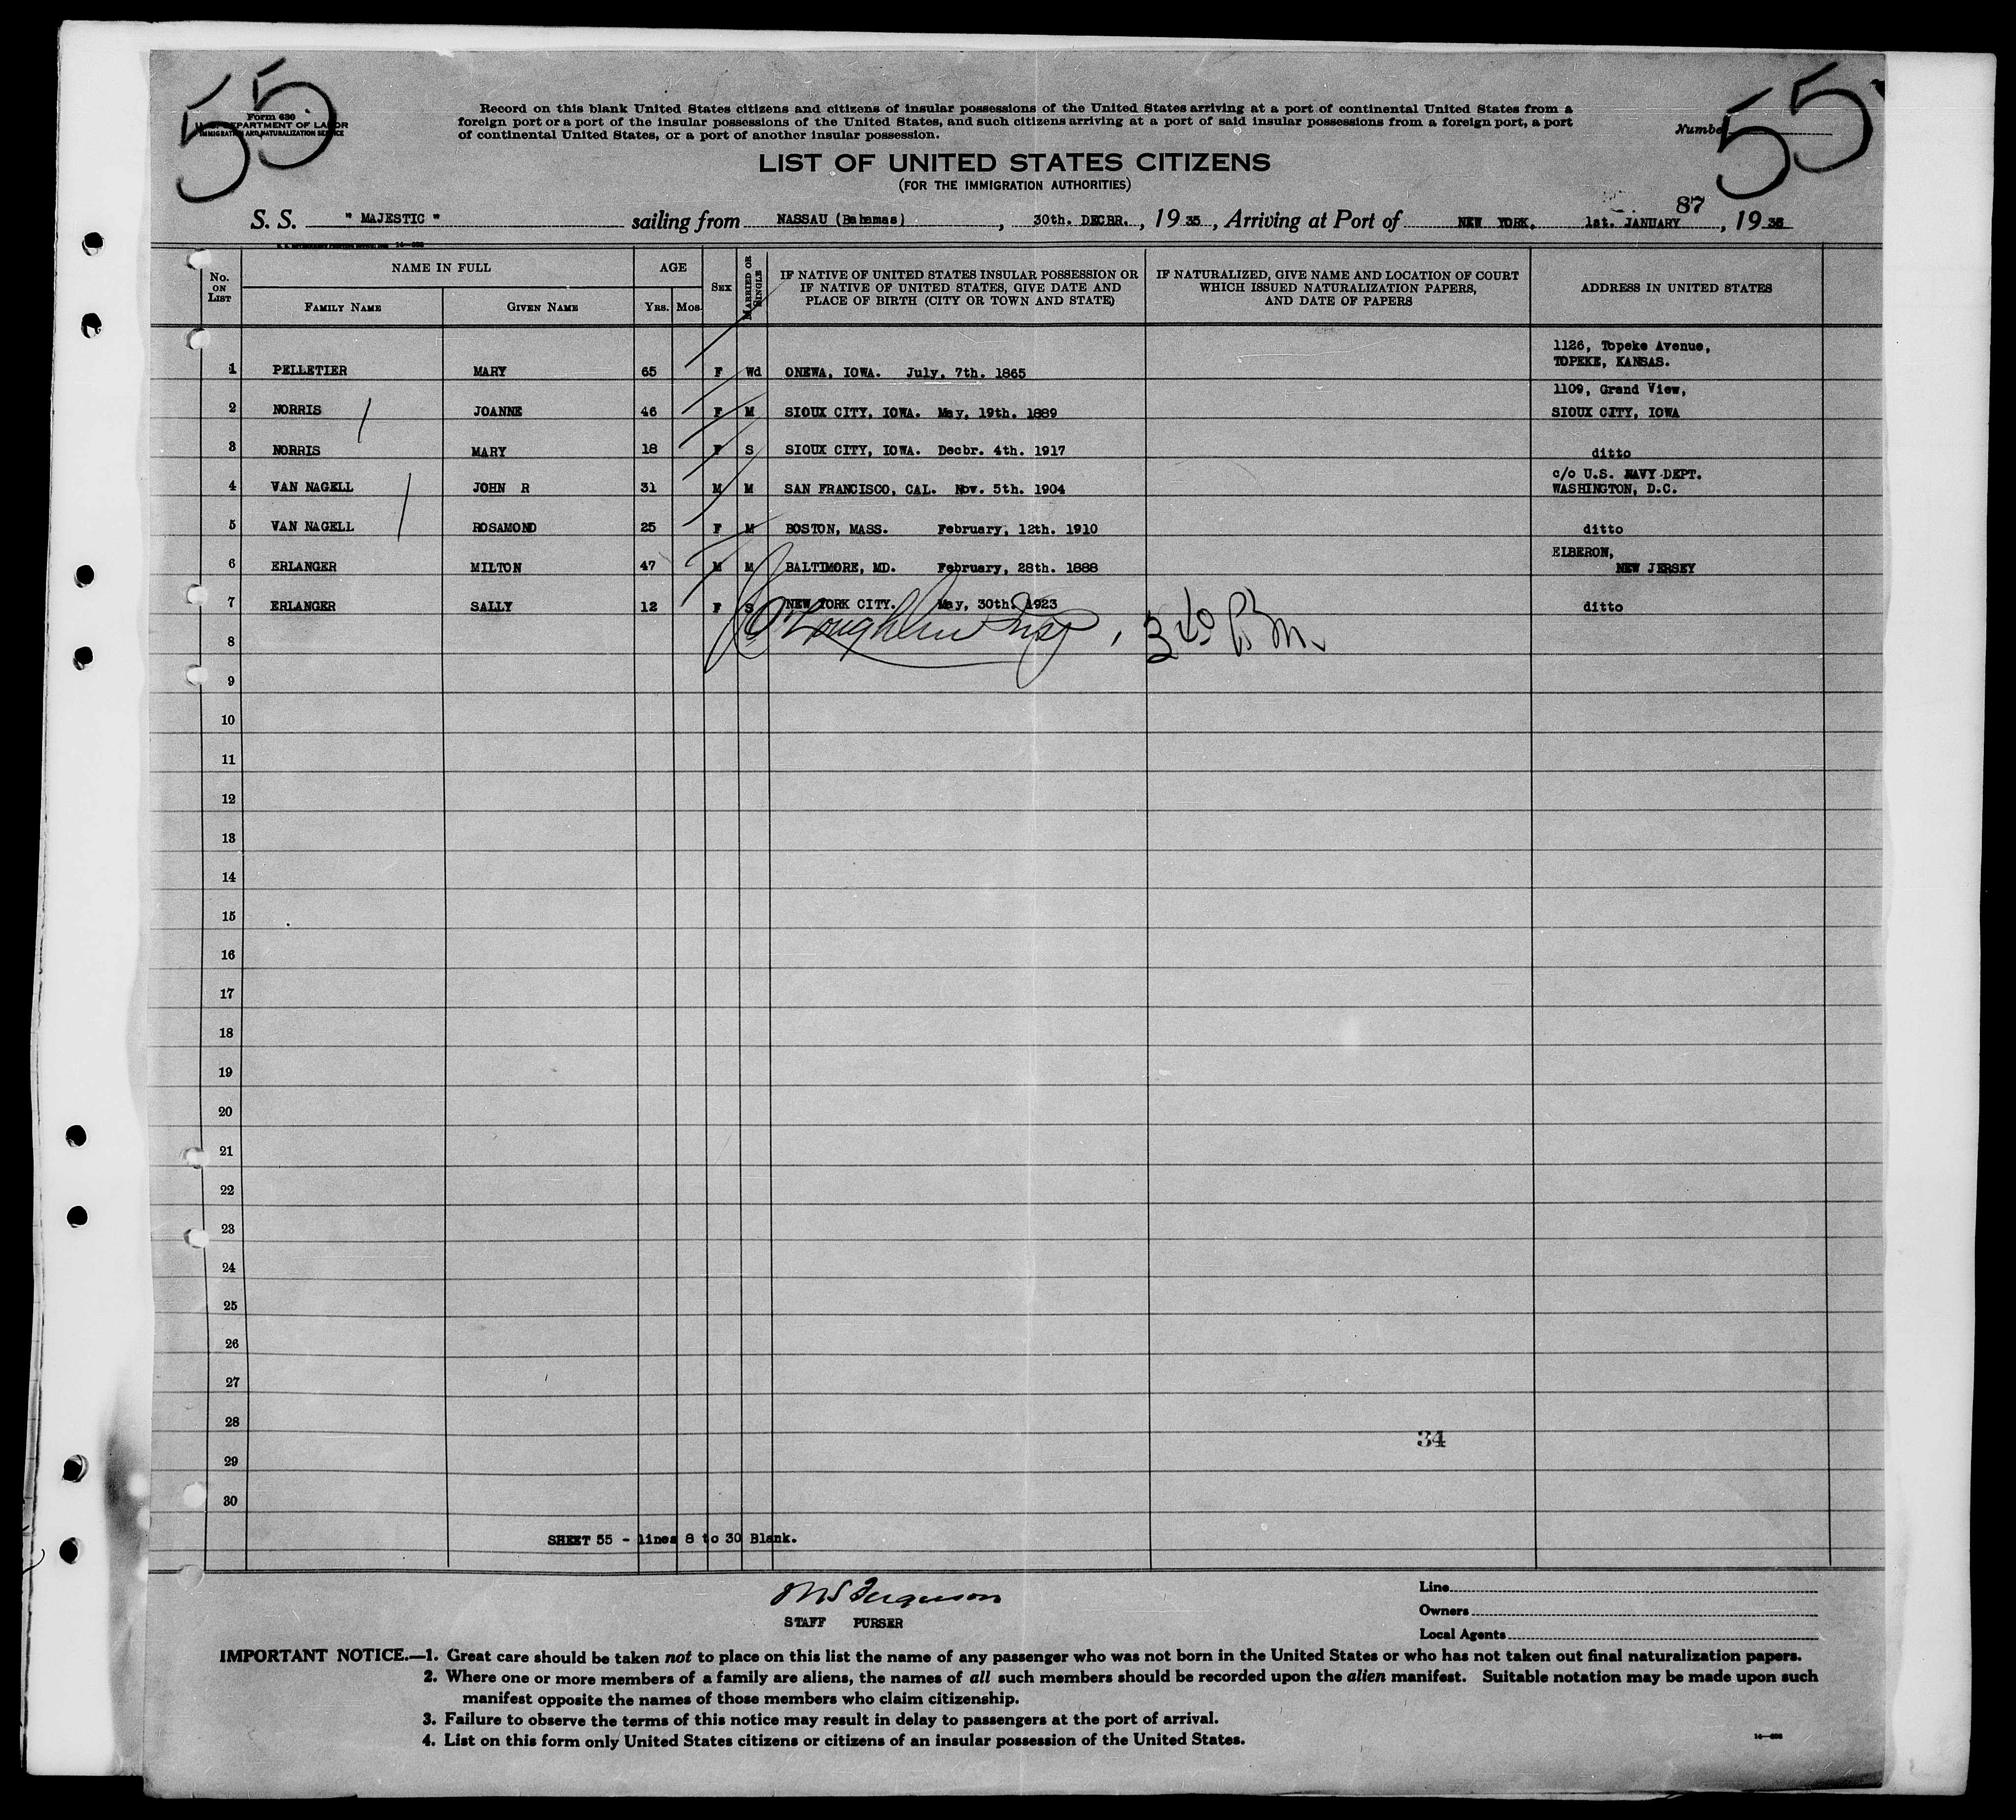 55
55
Form 630
U.S. DEPARTMENT OF LABOR
IMMIGRATION AND NATURALIZATION SERVICE
Record on this blank United States citizens and citizens of insular possessions of the United States arriving at a port of continental United States from a
foreign port or a port of the insular possessions of the United States, and such citizens arriving at a port of said insular possessions from a foreign port, a port
of continental United States, or a port of another insular possession.
Number
LIST OF UNITED STATES CITIZENS
(FOR THE IMMIGRATION AUTHORITIES)
87
S. S. " MAJESTIC " sailing from NASSAU (Bahamas), 30th. DECBR., 1935, Arriving at Port of NEW YORK. 1st. JANUARY, 1936
No. ON LIST
NAME IN FULL
FAMILY NAME
GIVEN NAME
AGE
YRS. MOS.
SEX
MARRIED OR SINGLE
IF NATIVE OF UNITED STATES INSULAR POSSESSION OR
IF NATIVE OF UNITED STATES, GIVE DATE AND
PLACE OF BIRTH (CITY OR TOWN AND STATE)
IF NATURALIZED, GIVE NAME AND LOCATION OF COURT
WHICH ISSUED NATURALIZATION PAPERS,
AND DATE OF PAPERS
ADDRESS IN UNITED STATES
1126, Topeke Avenue,
1 PELLETIER MARY 65 F Wd ONEWA, IOWA. July, 7th. 1865 TOPEKE, KANSAS.
1109, Grand View,
2 NORRIS JOANNE 46 F M SIOUX CITY, IOWA. May, 19th. 1889 SIOUX CITY, IOWA
3 NORRIS MARY 18 F S SIOUX CITY, IOWA. Decbr. 4th. 1917 ditto
c/o U.S. NAVY DEPT.
4 VAN NAGELL JOHN R 31 M M SAN FRANCISCO, CAL. Nov. 5th. 1904 WASHINGTON, D.C.
5 VAN NAGELL ROSAMOND 25 F M BOSTON, MASS. February, 12th. 1910 ditto
ELBERON,
6 ERLANGER MILTON 47 M M BALTIMORE, MD. February, 28th. 1888 NEW JERSEY
7 ERLANGER SALLY 12 F S NEW YORK CITY. May, 30th. 1923 ditto
8
9
10
11
12
13
14
15
16
17
18
19
20
21
22
23
24
25
26
27
28
34
29
30
SHEET 55 - lines 8 to 30 Blank.
Ferguson
STAFF PURSER
Line
Owners
Local Agents
IMPORTANT NOTICE.—1. Great care should be taken not to place on this list the name of any passenger who was not born in the United States or who has not taken out final naturalization papers.
2. Where one or more members of a family are aliens, the names of all such members should be recorded upon the alien manifest. Suitable notation may be made upon such
manifest opposite the names of those members who claim citizenship.
3. Failure to observe the terms of this notice may result in delay to passengers at the port of arrival.
4. List on this form only United States citizens or citizens of an insular possession of the United States.